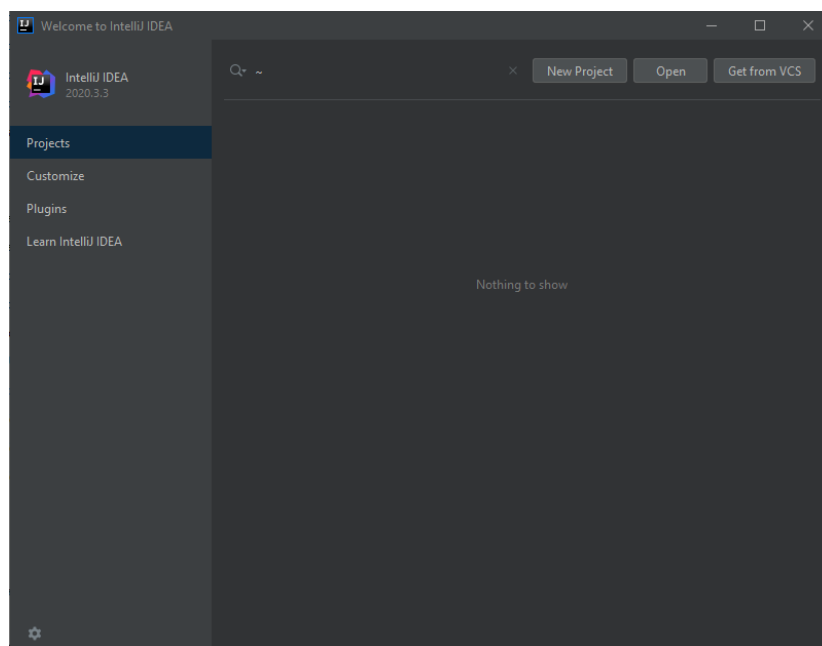 Welcome to IntelliJ IDEA
IntelliJ IDEA
2020.3.3
~
New Project
Open
Get from VCS
Projects
Customize
Plugins
Learn IntelliJ IDEA
Nothing to show